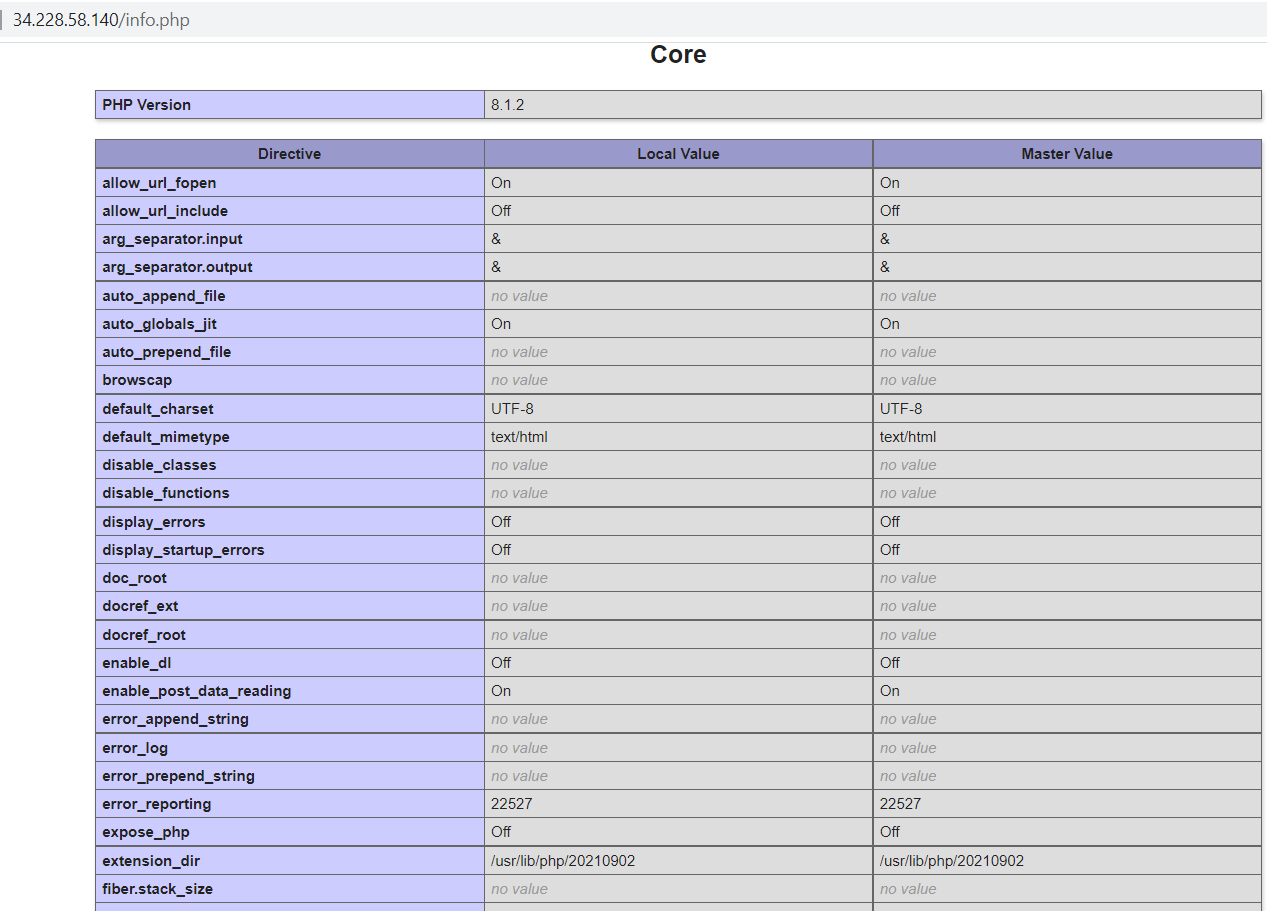 34.228.58.140/info.php
Core
PHP Version 8.1.2
Directive Local Value Master Value
allow_url_fopen On On
allow_url_include Off Off
arg_separator.input & &
arg_separator.output & &
auto_append_file no value no value
auto_globals_jit On On
auto_prepend_file no value no value
browscap no value no value
default_charset UTF-8 UTF-8
default_mimetype text/html text/html
disable_classes no value no value
disable_functions no value no value
display_errors Off Off
display_startup_errors Off Off
doc_root no value no value
docref_ext no value no value
docref_root no value no value
enable_dl Off Off
enable_post_data_reading On On
error_append_string no value no value
error_log no value no value
error_prepend_string no value no value
error_reporting 22527 22527
expose_php Off Off
extension_dir /usr/lib/php/20210902 /usr/lib/php/20210902
fiber.stack_size no value no value